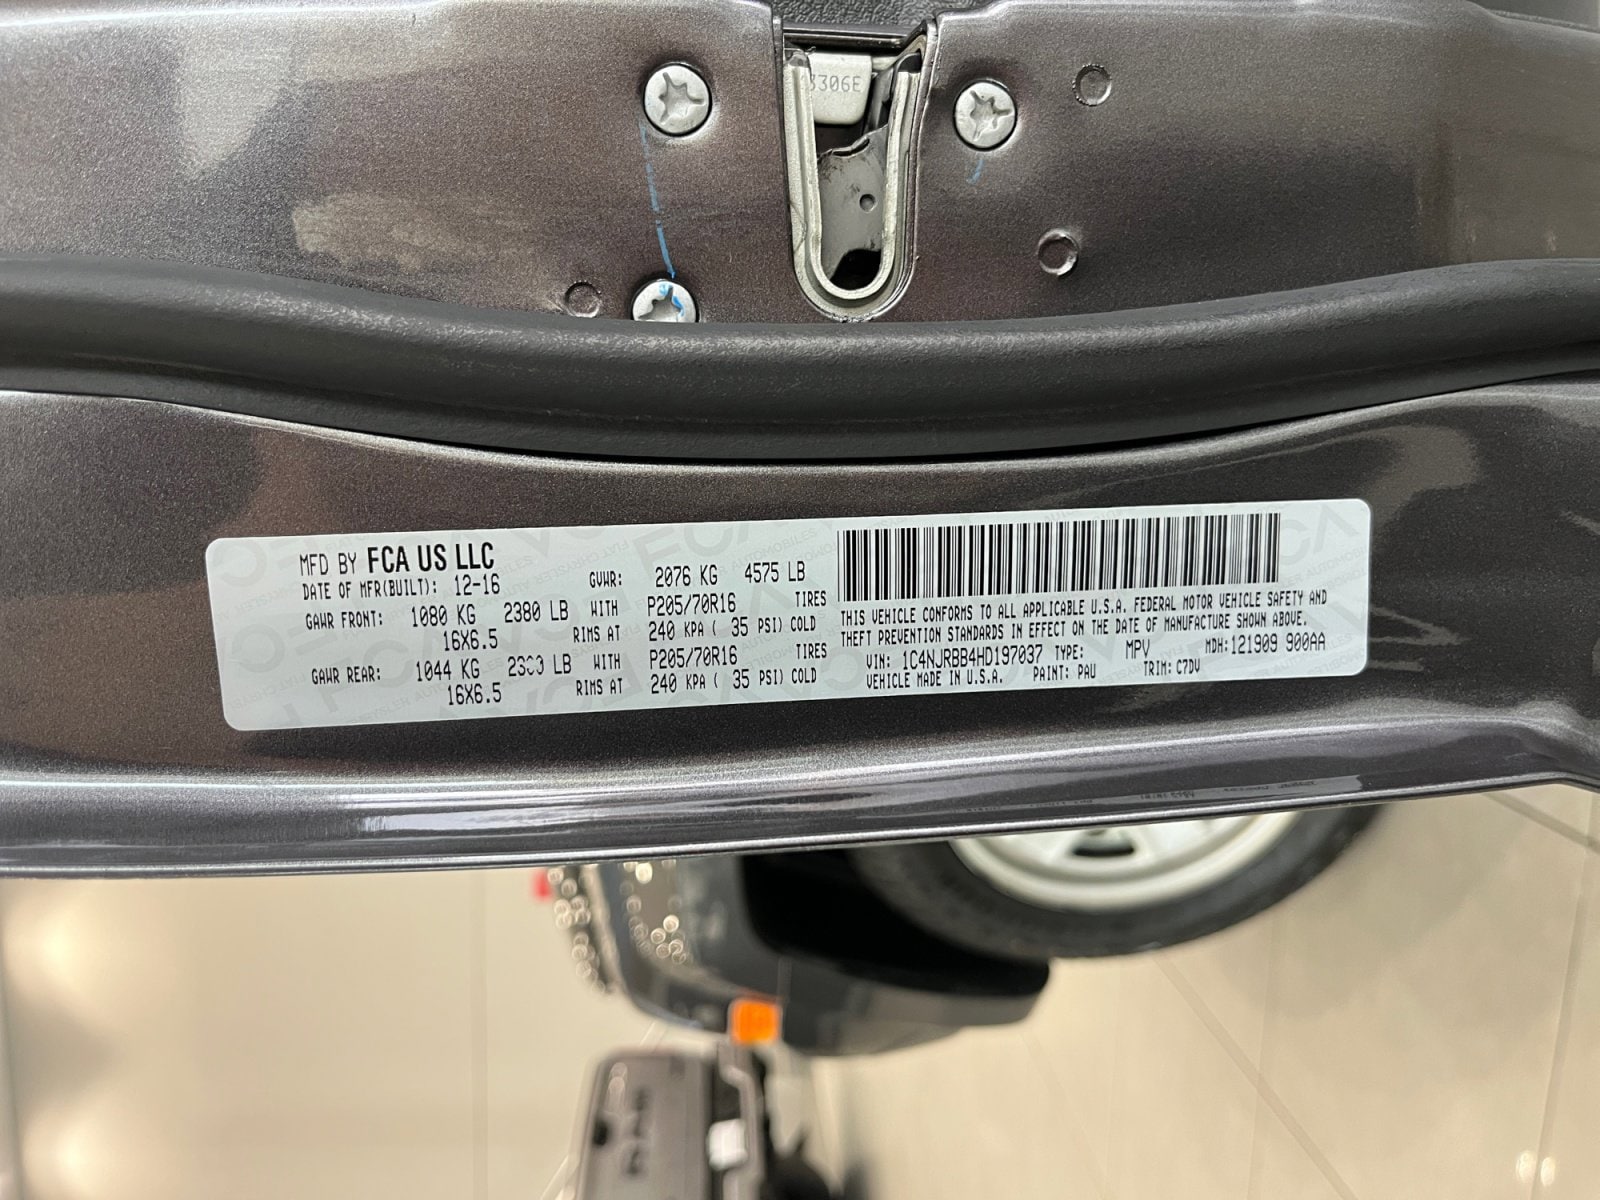 3306E
MFD BY FCA US LLC
DATE OF MFR(BUILT): 12-16 GVWR: 2076 KG 4575 LB
GAWR FRONT: 1080 KG 2380 LB WITH P205/70R16 TIRES
16X6.5 RIMS AT 240 KPA ( 35 PSI) COLD
GAWR REAR: 1044 KG LB WITH P205/70R16 TIRES
16X6.5 RIMS AT 240 KPA ( 35 PSI) COLD
THIS VEHICLE CONFORMS TO ALL APPLICABLE U.S.A. FEDERAL MOTOR VEHICLE SAFETY AND
THEFT PREVENTION STANDARDS IN EFFECT ON THE DATE OF MANUFACTURE SHOWN ABOVE.
VIN: 1C4NJRBB4HD197037 TYPE: MPV MDH: 121909 900AA
VEHICLE MADE IN U.S.A. PAINT: PAU TRIM: C7DV